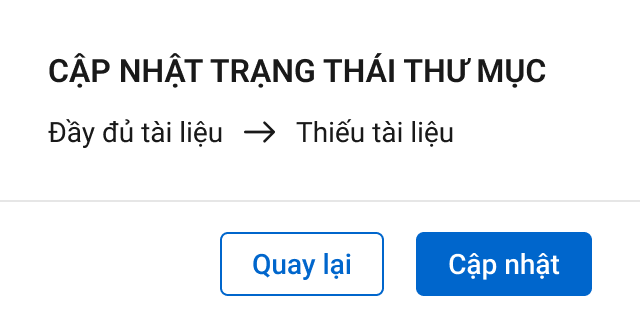 CẬP NHẬT TRẠNG THÁI THƯ MỤC
Đầy đủ tài liệu → Thiếu tài liệu
Quay lại Cập nhật